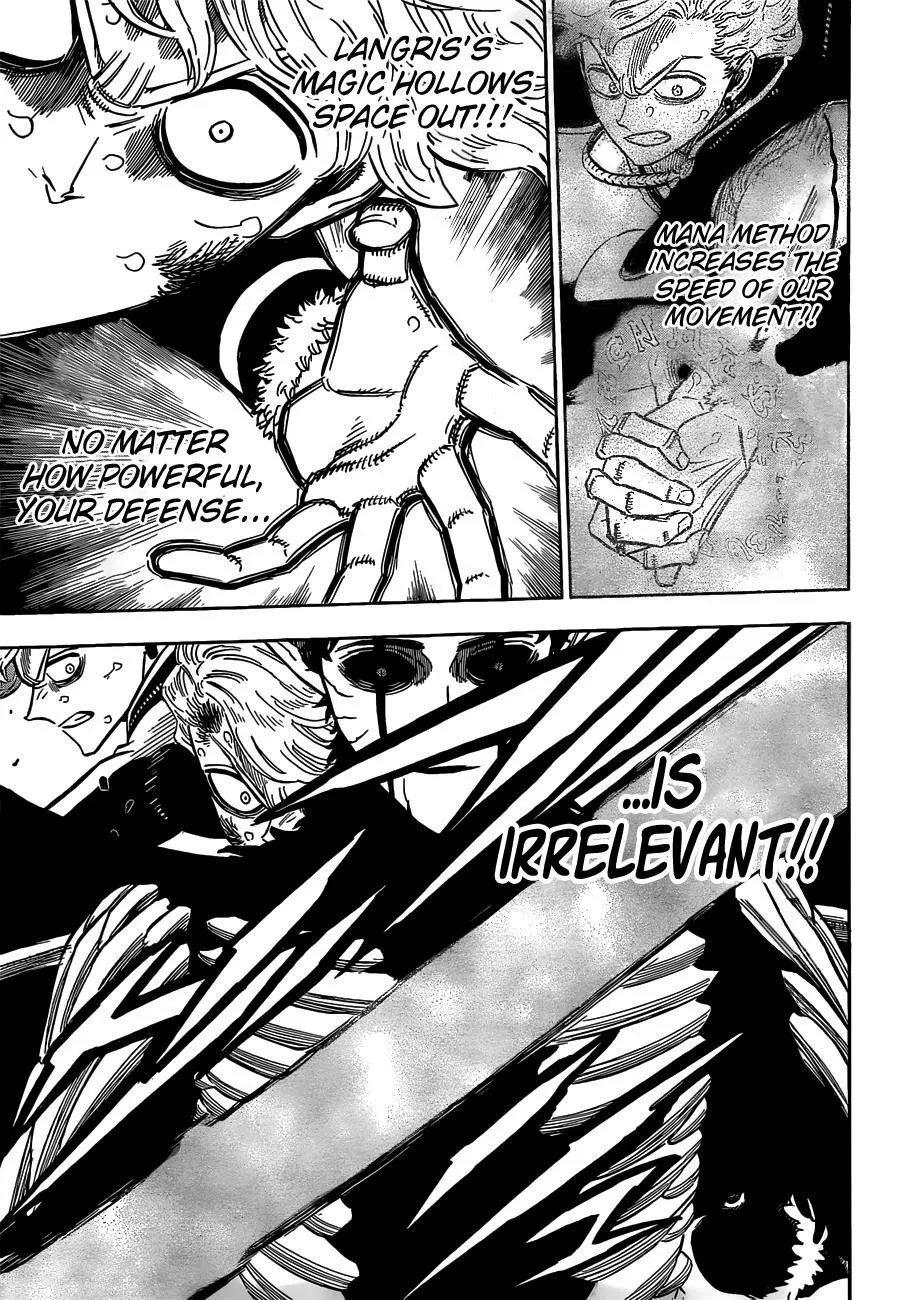 MANA METHOD
INCREASES THE
SPEED OF OUR
MOVEMENT!!
LANGRIS'S
MAGIC HOLLOWS
SPACE OUT!!!
NO MATTER
HOW POWERFUL,
YOUR DEFENSE...
...IS
IRRELEVANT!!